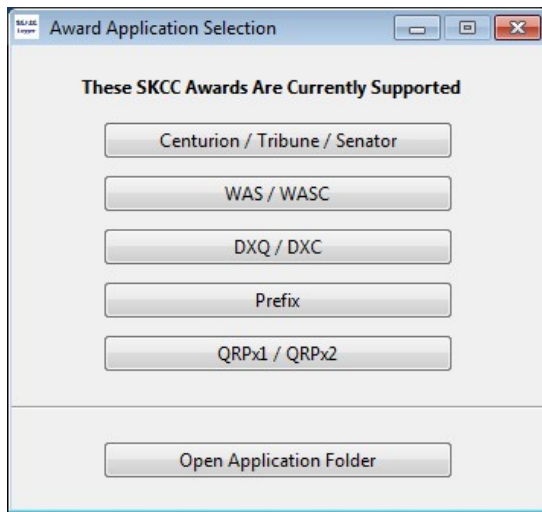 Award Application Selection
These SKCC Awards Are Currently Supported
Centurion / Tribune / Senator
WAS / WASC
DXQ / DXC
Prefix
QRPx1 / QRPx2
Open Application Folder